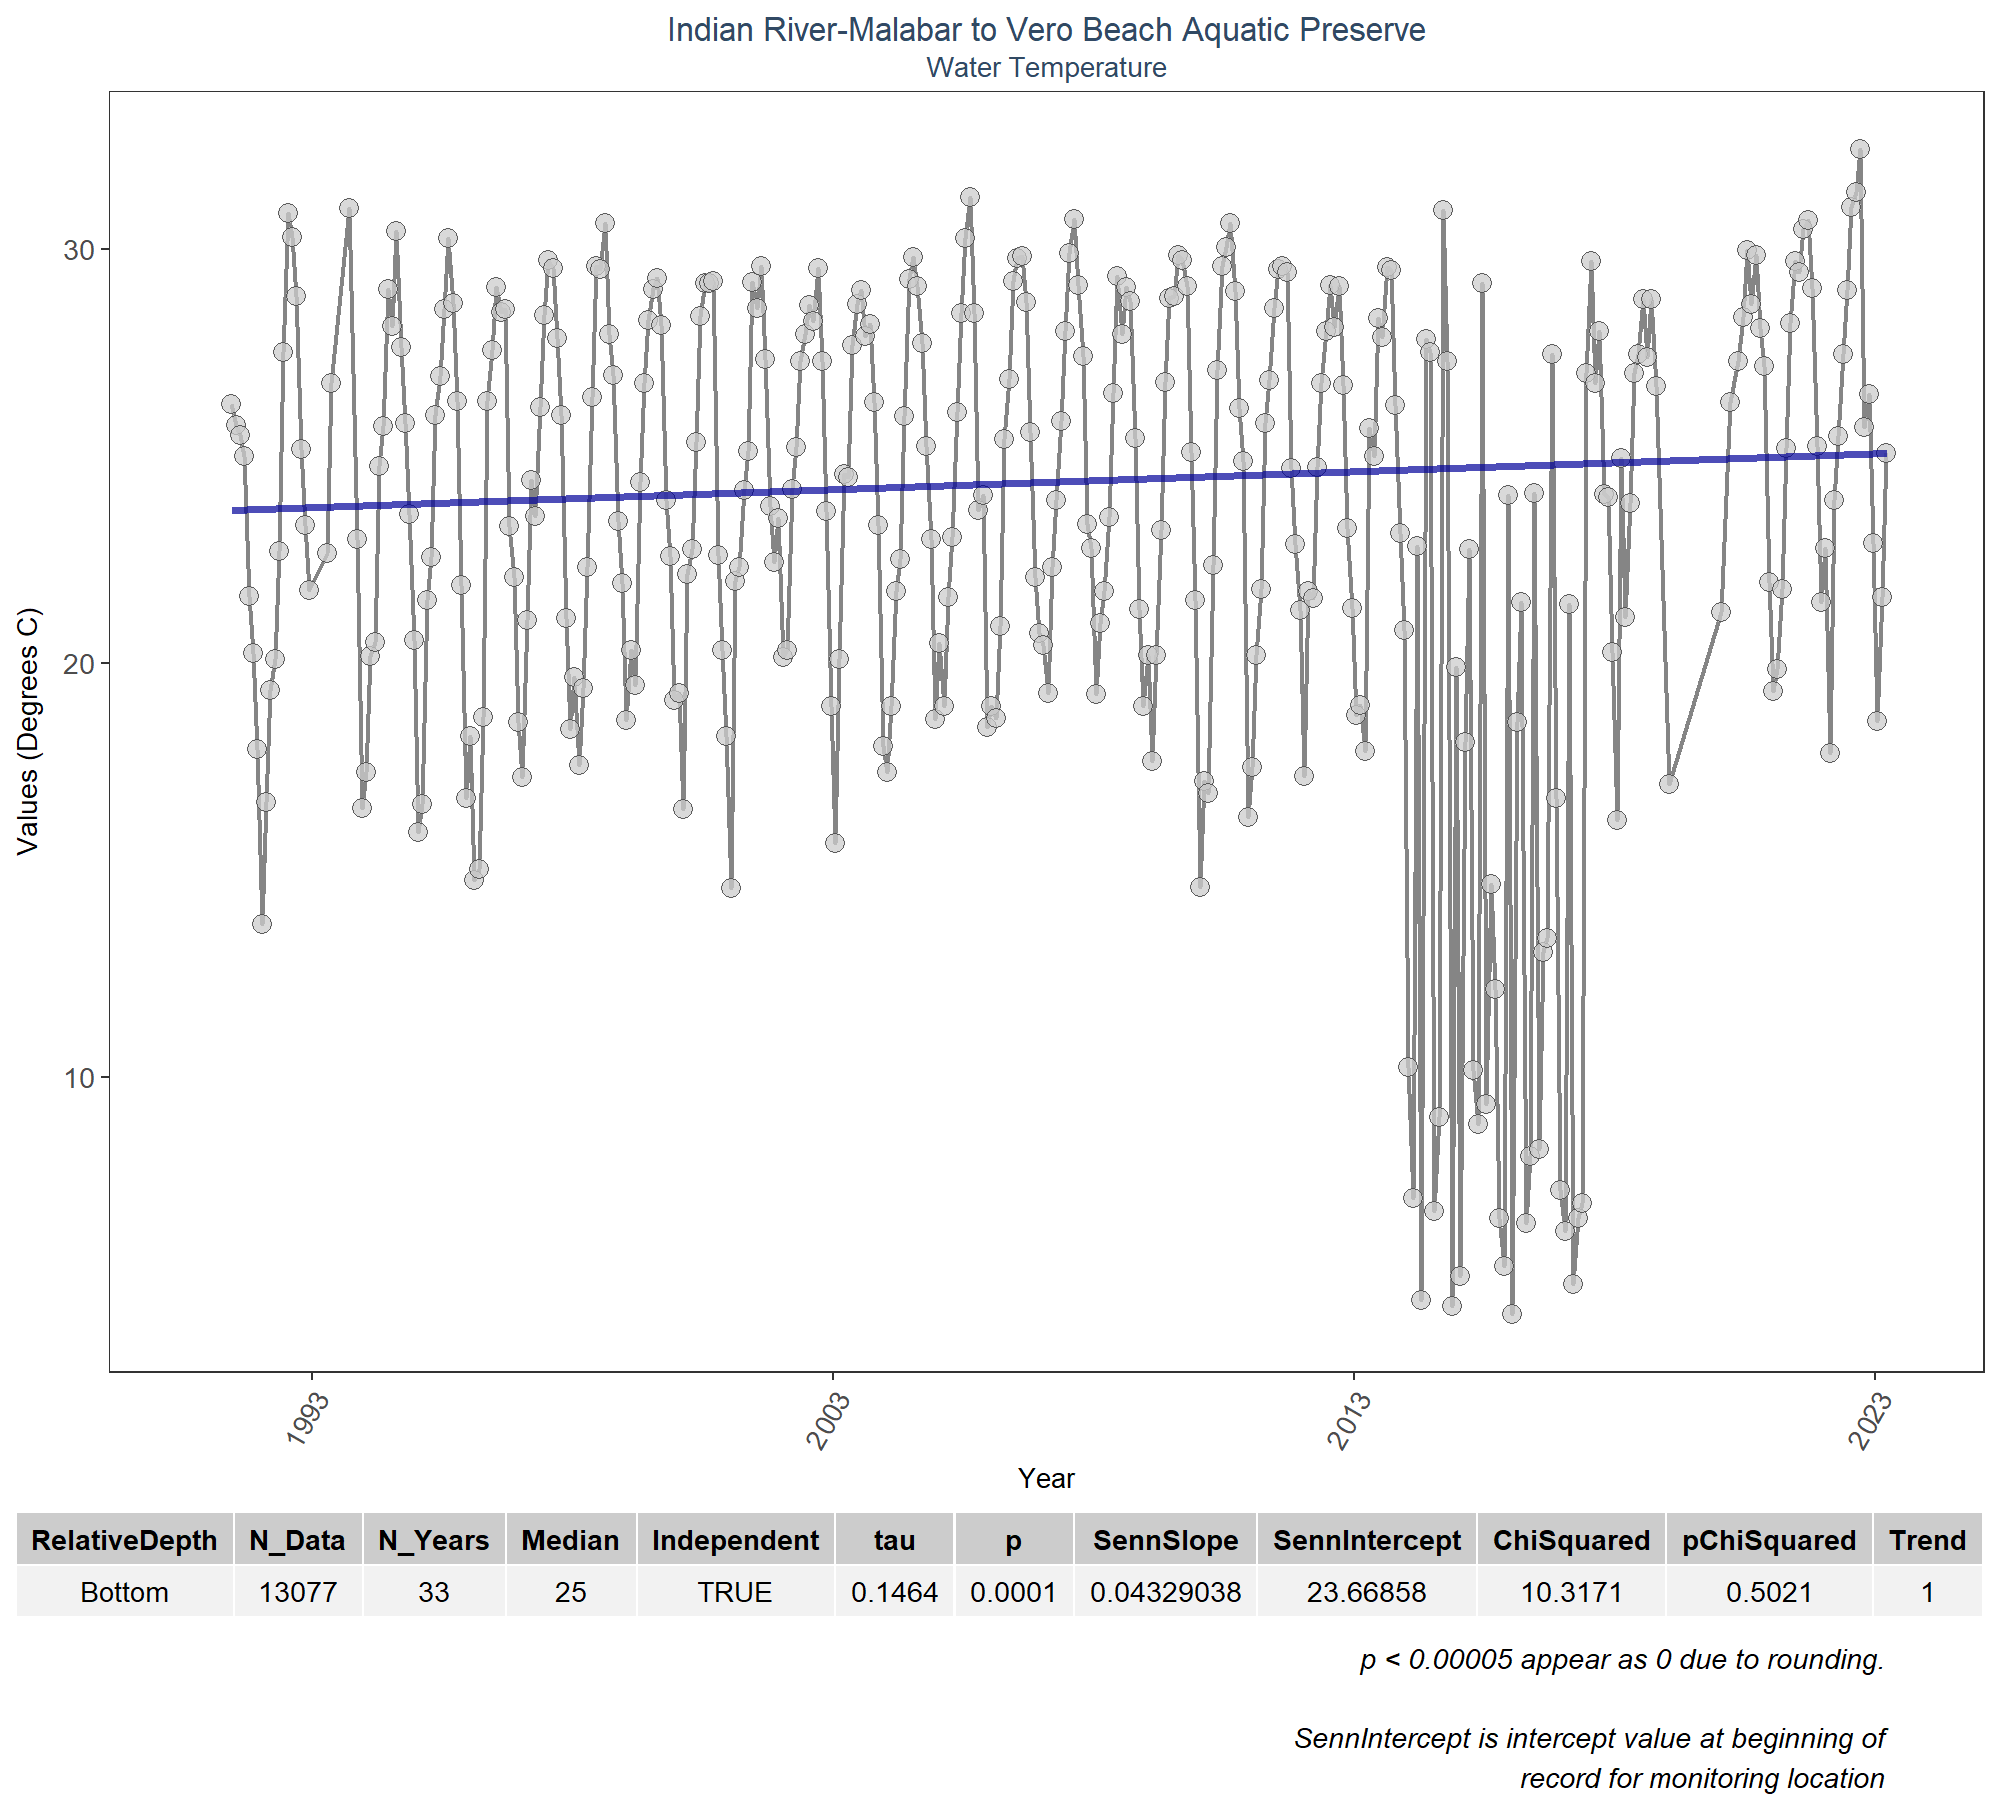 Indian River-Malabar to Vero Beach Aquatic Preserve
Water Temperature
Values (Degrees C)
30
20
10
1993
2003
2013
2023
Year
RelativeDepth N_Data N_Years Median Independent tau p SennSlope SennIntercept ChiSquared pChiSquared Trend
Bottom 13077 33 25 TRUE 0.1464 0.0001 0.04329038 23.66858 10.3171 0.5021 1
p < 0.00005 appear as 0 due to rounding.
SennIntercept is intercept value at beginning of
record for monitoring location